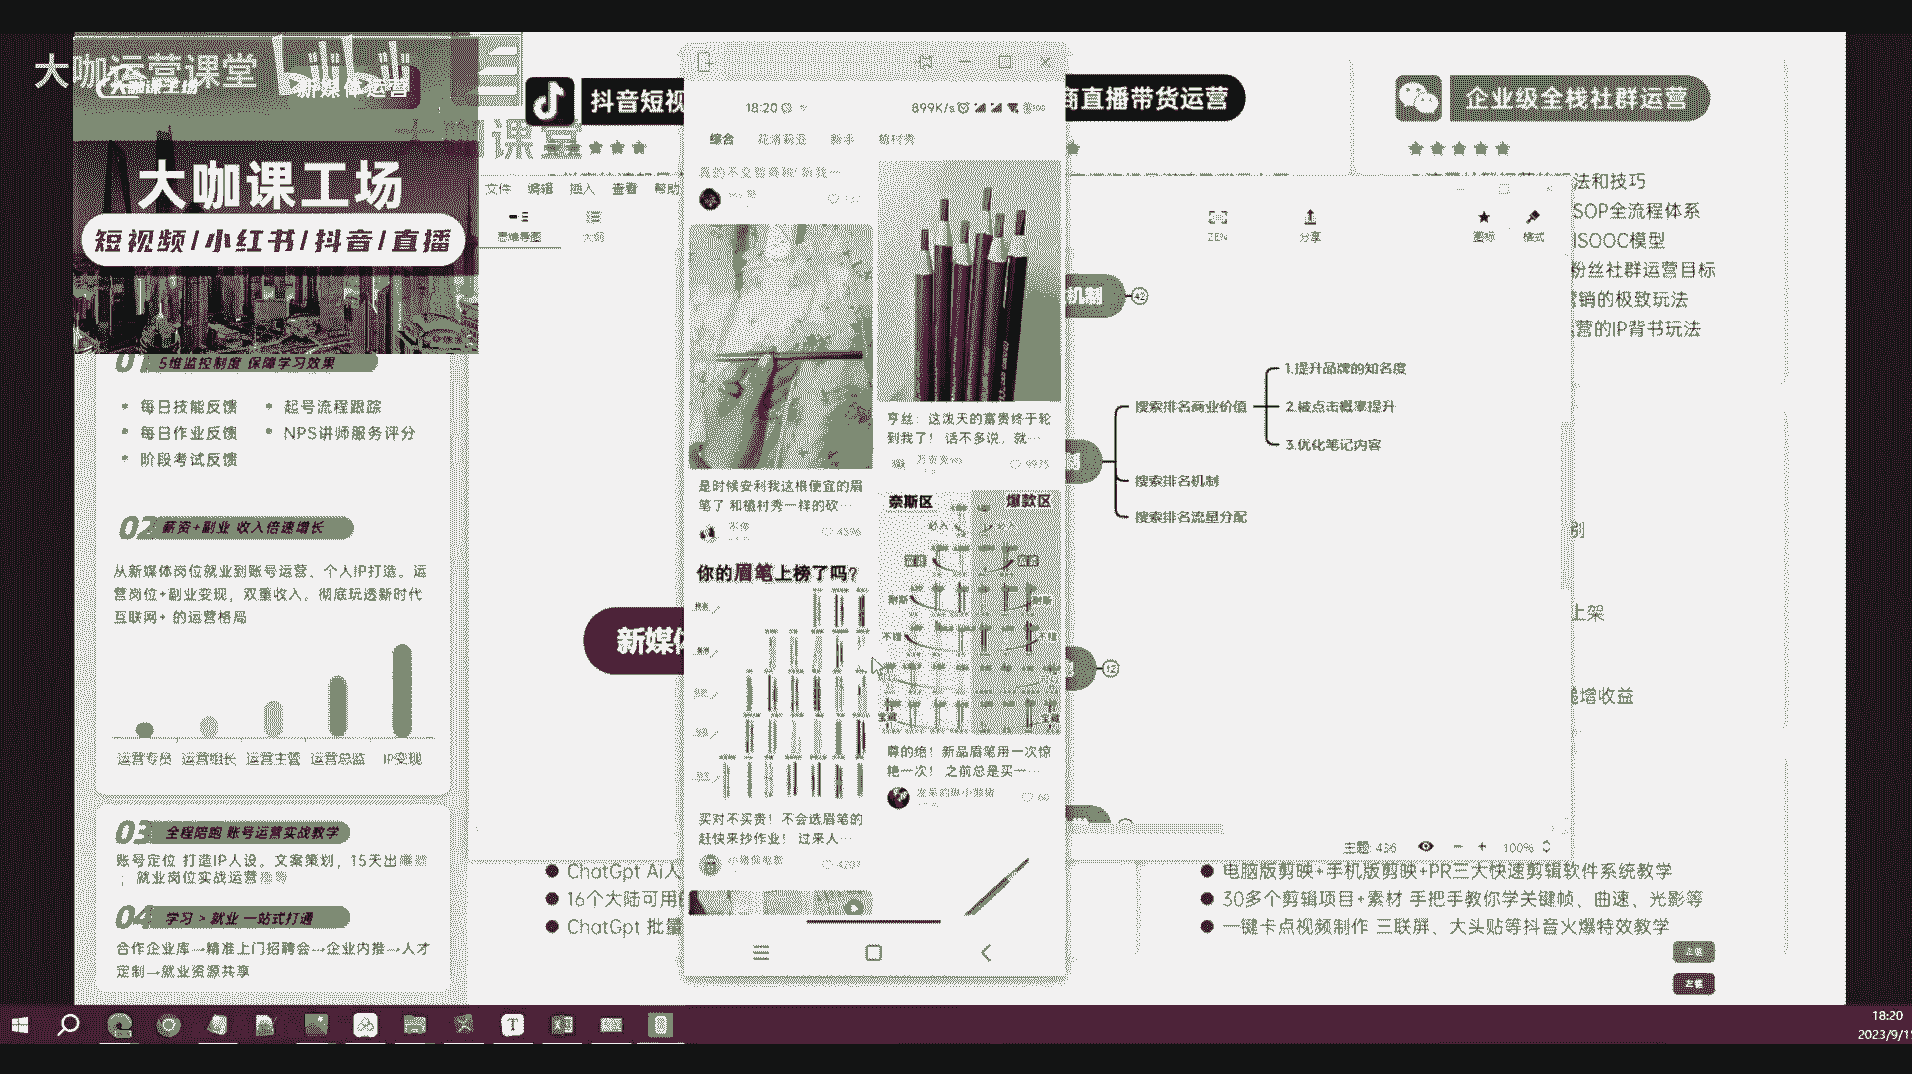 大咖运营课堂
大咖课工场
新媒体运营
大咖课工场
短视频/小红书/抖音/直播
01 5维监控制度 保障学习效果
每日技能反馈
起号流程跟踪
每日作业反馈
NPS讲师服务评分
阶段考试反馈
02 薪资+副业 收入倍速增长
从新媒体岗位就业到账号运营、个人IP打造。运
营岗位+副业变现，双重收入，彻底玩透新时代
互联网+ 的运营格局
运营专员 运营组长 运营主管 运营总监 IP变现
03 全程陪跑 账号运营实战教学
账号定位 打造IP人设，文案策划，15天出
就业岗位实战运营
04 学习 > 就业 一站式打通
合作企业库→精准上门招聘会→企业内推→人才
定制→就业资源共享
抖音短视
商直播带货运营
企业级全栈社群运营
课堂
文件 编辑 插入 查看 帮助
思维导图 大纲
ZEN 分享 图标 格式
法和技巧
SOP全流程体系
ISOOC模型
粉丝社群运营目标
营销的极致玩法
运营的IP背书玩法
机制 42
1.提升品牌的知名度
搜索排名商业价值
2.被点击概率提升
3.优化笔记内容
搜索排名机制
搜索排名流量分配
新媒体
12
上架
增收益
主题: 436
100%
18:20
899K/s
综合
新手
植村秀
是时候安利我这根便宜的眉
笔了 和植村秀一样的砍…
4396
你的眉笔上榜了吗?
买对不买贵！不会选眉笔的
赶快来抄作业！ 过来人…
亨丝：这泼天的富贵终于轮
到我了！ 话不多说，就…
9975
奈斯区 爆款区
尊的绝！新品眉笔用一次惊
艳一次！ 之前总是买一…
60
ChatGpt Ai人
16个大陆可用
ChatGpt 批量
电脑版剪映+手机版剪映+PR三大快速剪辑软件系统教学
30多个剪辑项目+素材 手把手教你学关键帧、曲速、光影等
一键卡点视频制作 三联屏、大头贴等抖音火爆特效教学
18:20
2023/9/1